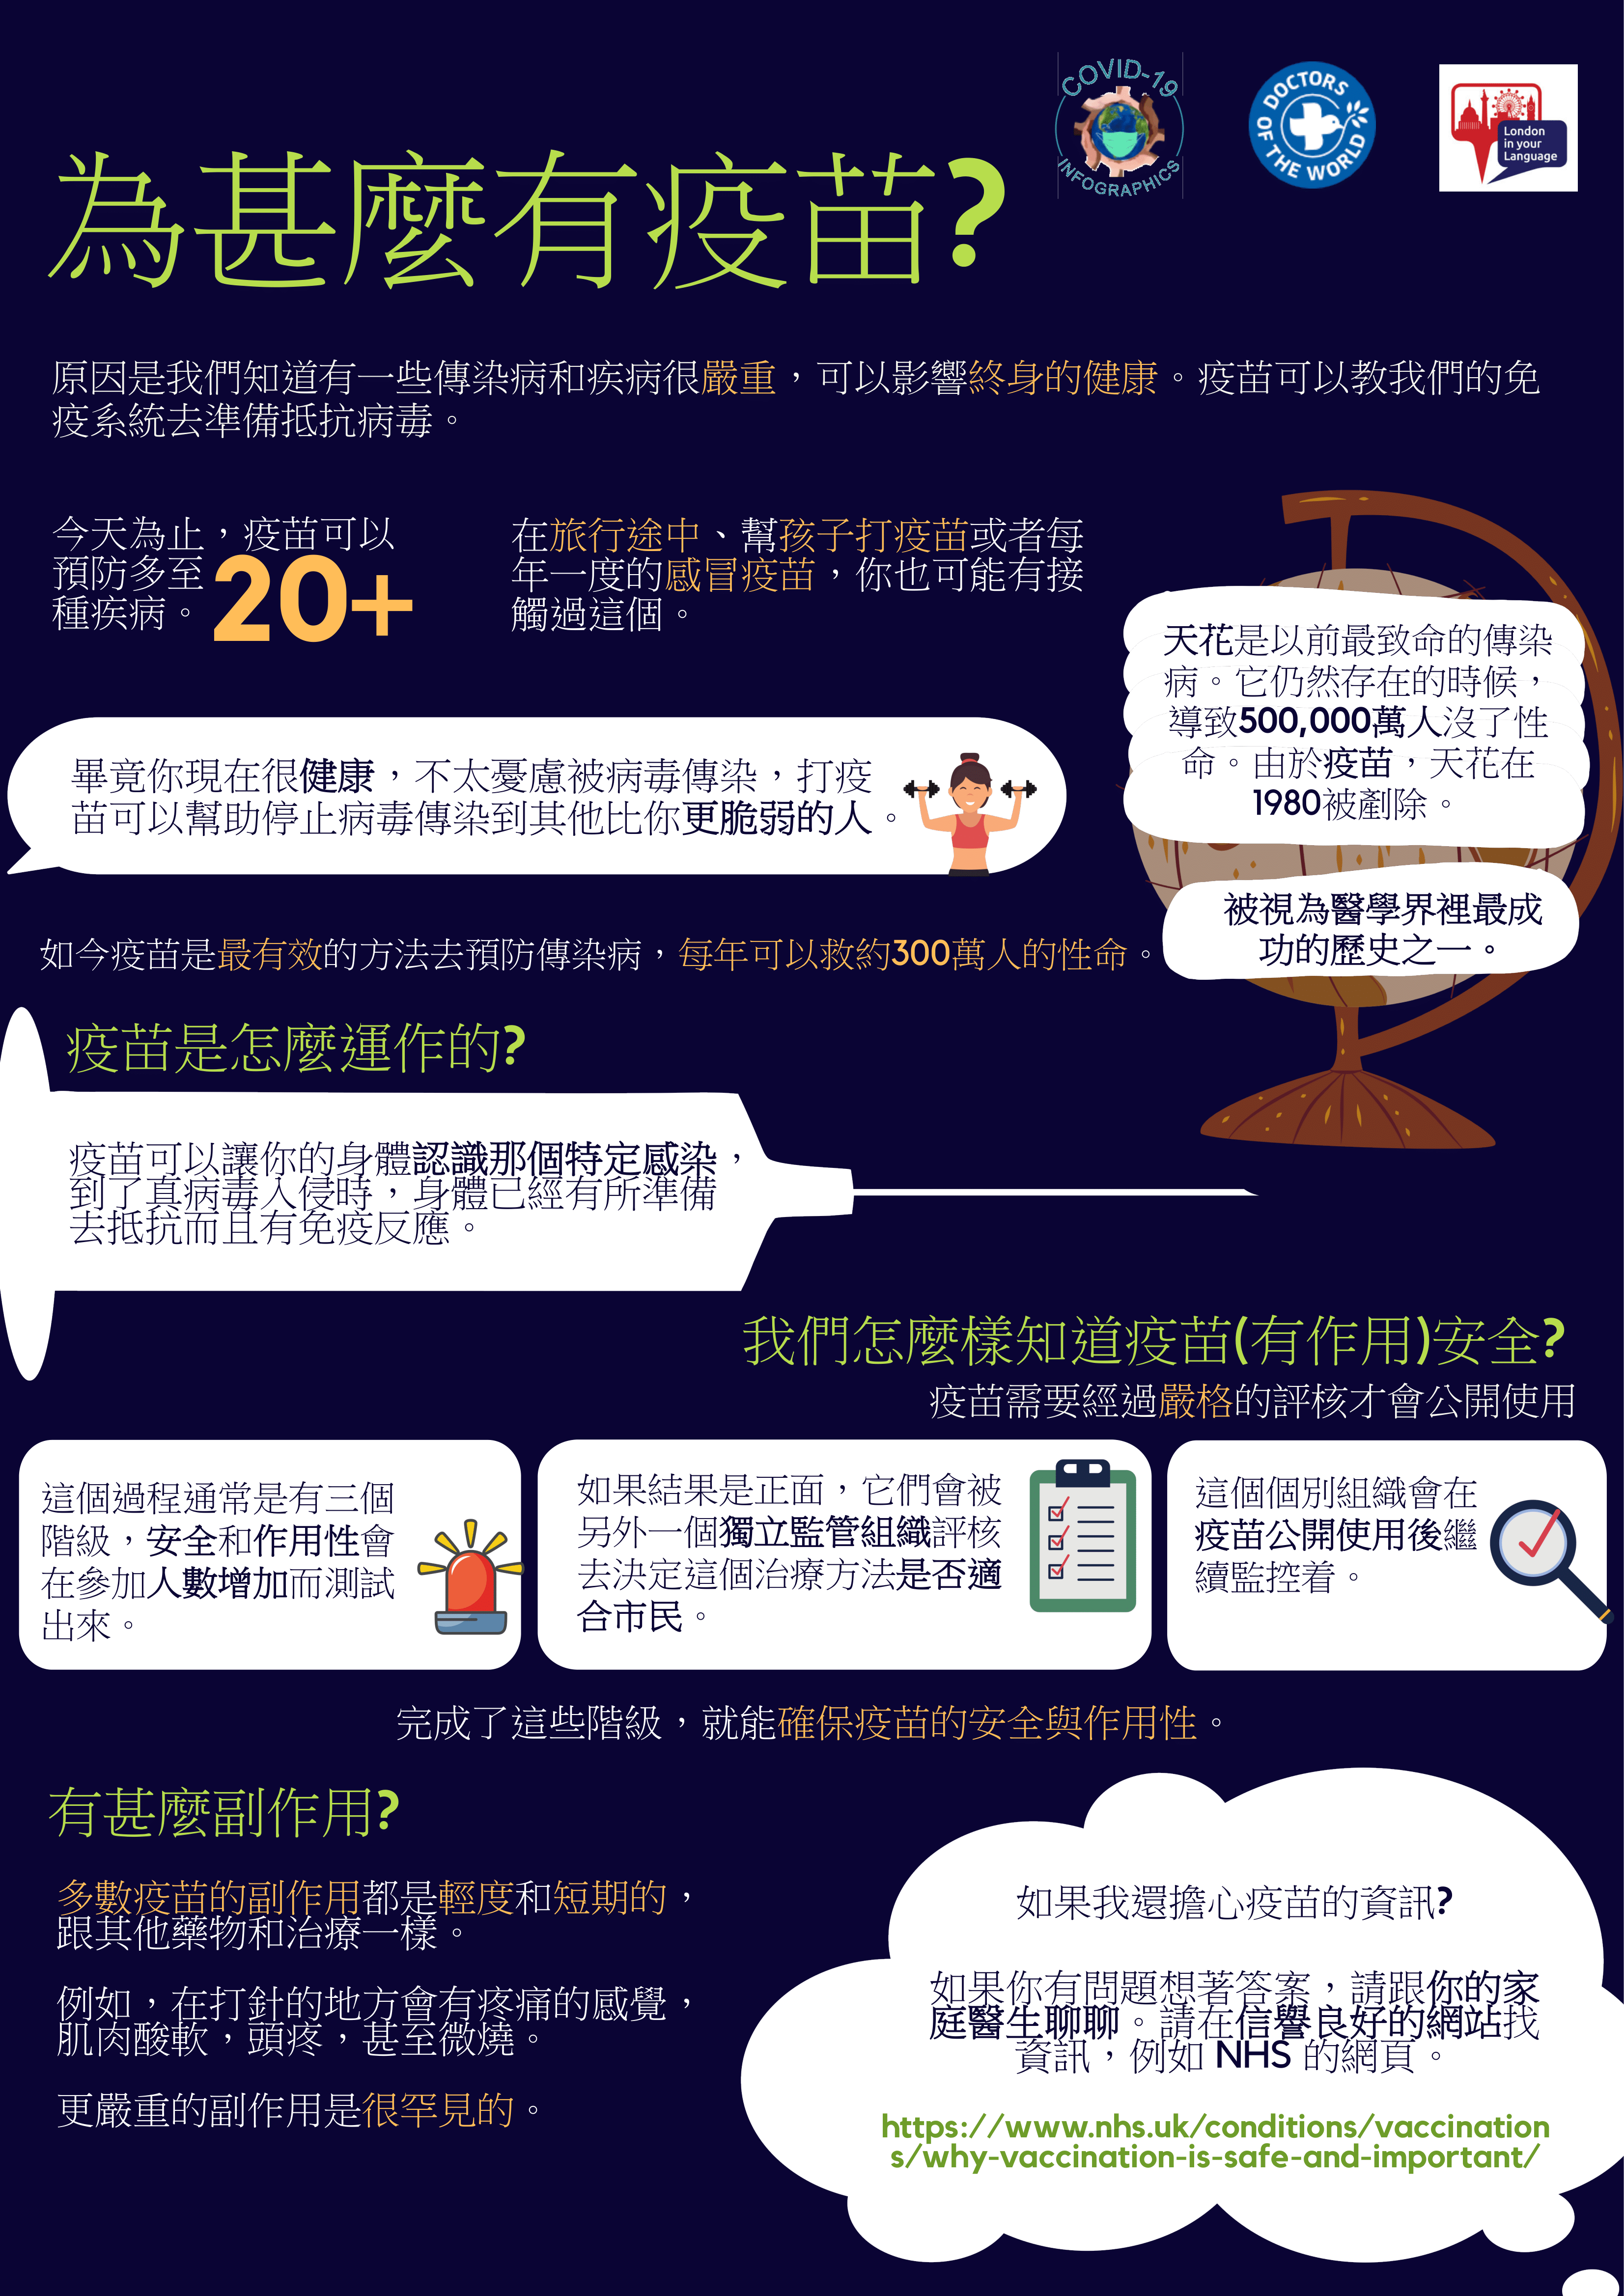 COVID-19
INFOGRAPHICS
DOCTORS OF THE WORLD
London
in your
Language
為甚麼有疫苗?
原因是我們知道有一些傳染病和疾病很嚴重，可以影響終身的健康。疫苗可以教我們的免
疫系統去準備抵抗病毒。
今天為止，疫苗可以
預防多至
種疾病。
20+
在旅行途中、幫孩子打疫苗或者每
年一度的感冒疫苗，你也可能有接
觸過這個。
天花是以前最致命的傳染
病。它仍然存在的時候，
導致500,000萬人沒了性
命。由於疫苗，天花在
1980被剷除。
被視為醫學界裡最成
功的歷史之一。
畢竟你現在很健康，不太憂慮被病毒傳染，打疫
苗可以幫助停止病毒傳染到其他比你更脆弱的人。
如今疫苗是最有效的方法去預防傳染病，每年可以救約300萬人的性命。
疫苗是怎麼運作的?
疫苗可以讓你的身體認識那個特定感染，
到了真病毒入侵時，身體已經有所準備
去抵抗而且有免疫反應。
我們怎麼樣知道疫苗(有作用)安全?
疫苗需要經過嚴格的評核才會公開使用
這個過程通常是有三個
階級，安全和作用性會
在參加人數增加而測試
出來。
如果結果是正面，它們會被
另外一個獨立監管組織評核
去決定這個治療方法是否適
合市民。
這個個別組織會在
疫苗公開使用後繼
續監控着。
完成了這些階級，就能確保疫苗的安全與作用性。
有甚麼副作用?
多數疫苗的副作用都是輕度和短期的，
跟其他藥物和治療一樣。
例如，在打針的地方會有疼痛的感覺，
肌肉酸軟，頭疼，甚至微燒。
更嚴重的副作用是很罕見的。
如果我還擔心疫苗的資訊?
如果你有問題想著答案，請跟你的家
庭醫生聊聊。請在信譽良好的網站找
資訊，例如 NHS 的網頁。
https://www.nhs.uk/conditions/vaccination
s/why-vaccination-is-safe-and-important/